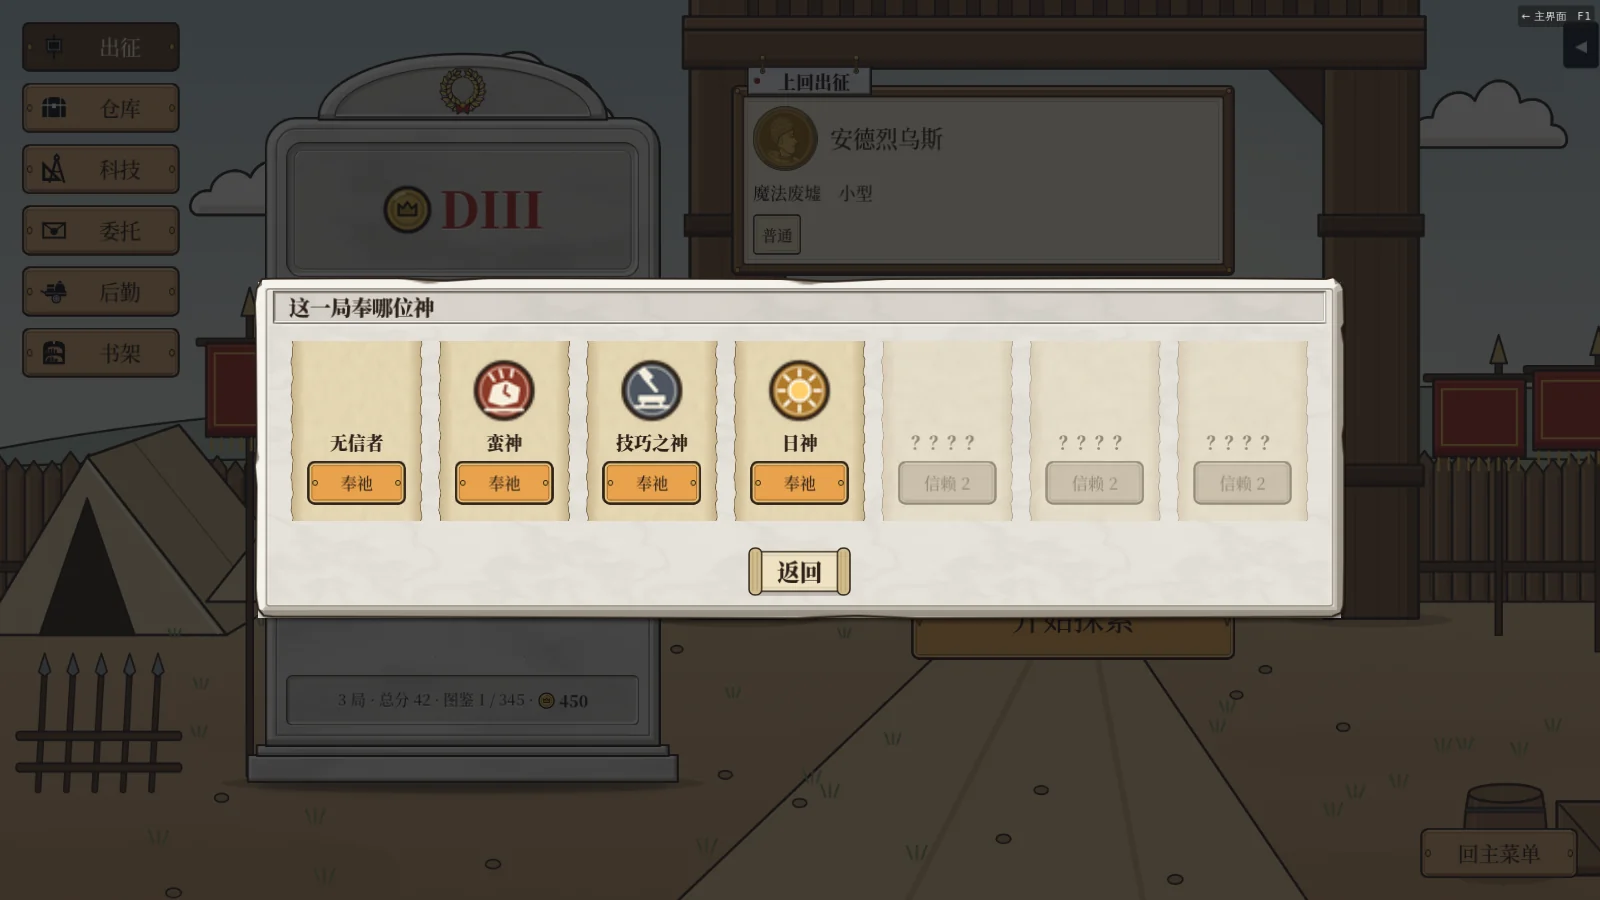 ← 主界面 F1
出征
仓库
科技
委托
后勤
书架
DIII
上回出征
安德烈乌斯
魔法废墟 小型
普通
这一局奉哪位神
无信者
奉祂
蛮神
奉祂
技巧之神
奉祂
日神
奉祂
????
信赖 2
????
信赖 2
????
信赖 2
返回
开始探索
3 局 · 总分 42 · 图鉴 1 / 345 · 450
回主菜单